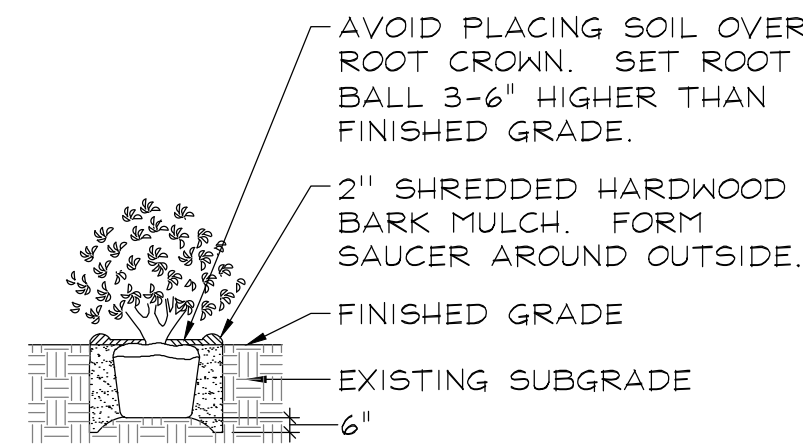 AVOID PLACING SOIL OVER
ROOT CROWN. SET ROOT
BALL 3-6" HIGHER THAN
FINISHED GRADE.
2" SHREDDED HARDWOOD
BARK MULCH. FORM
SAUCER AROUND OUTSIDE.
FINISHED GRADE
EXISTING SUBGRADE
6"